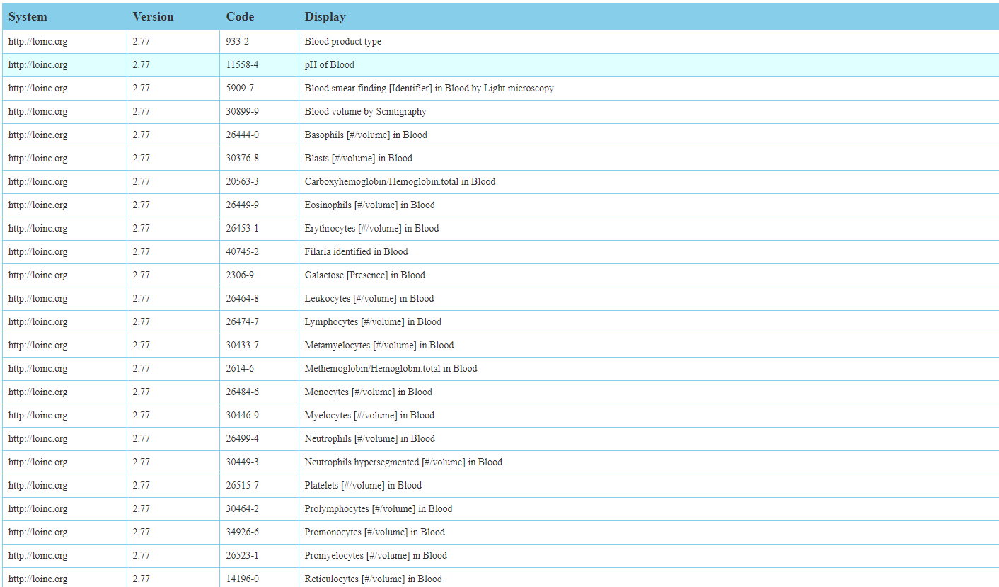 System Version Code Display
http://loinc.org 2.77 933-2 Blood product type
http://loinc.org 2.77 11558-4 pH of Blood
http://loinc.org 2.77 5909-7 Blood smear finding [Identifier] in Blood by Light microscopy
http://loinc.org 2.77 30899-9 Blood volume by Scintigraphy
http://loinc.org 2.77 26444-0 Basophils [#/volume] in Blood
http://loinc.org 2.77 30376-8 Blasts [#/volume] in Blood
http://loinc.org 2.77 20563-3 Carboxyhemoglobin/Hemoglobin.total in Blood
http://loinc.org 2.77 26449-9 Eosinophils [#/volume] in Blood
http://loinc.org 2.77 26453-1 Erythrocytes [#/volume] in Blood
http://loinc.org 2.77 40745-2 Filaria identified in Blood
http://loinc.org 2.77 2306-9 Galactose [Presence] in Blood
http://loinc.org 2.77 26464-8 Leukocytes [#/volume] in Blood
http://loinc.org 2.77 26474-7 Lymphocytes [#/volume] in Blood
http://loinc.org 2.77 30433-7 Metamyelocytes [#/volume] in Blood
http://loinc.org 2.77 2614-6 Methemoglobin/Hemoglobin.total in Blood
http://loinc.org 2.77 26484-6 Monocytes [#/volume] in Blood
http://loinc.org 2.77 30446-9 Myelocytes [#/volume] in Blood
http://loinc.org 2.77 26499-4 Neutrophils [#/volume] in Blood
http://loinc.org 2.77 30449-3 Neutrophils.hypersegmented [#/volume] in Blood
http://loinc.org 2.77 26515-7 Platelets [#/volume] in Blood
http://loinc.org 2.77 30464-2 Prolymphocytes [#/volume] in Blood
http://loinc.org 2.77 34926-6 Promonocytes [#/volume] in Blood
http://loinc.org 2.77 26523-1 Promyelocytes [#/volume] in Blood
http://loinc.org 2.77 14196-0 Reticulocytes [#/volume] in Blood